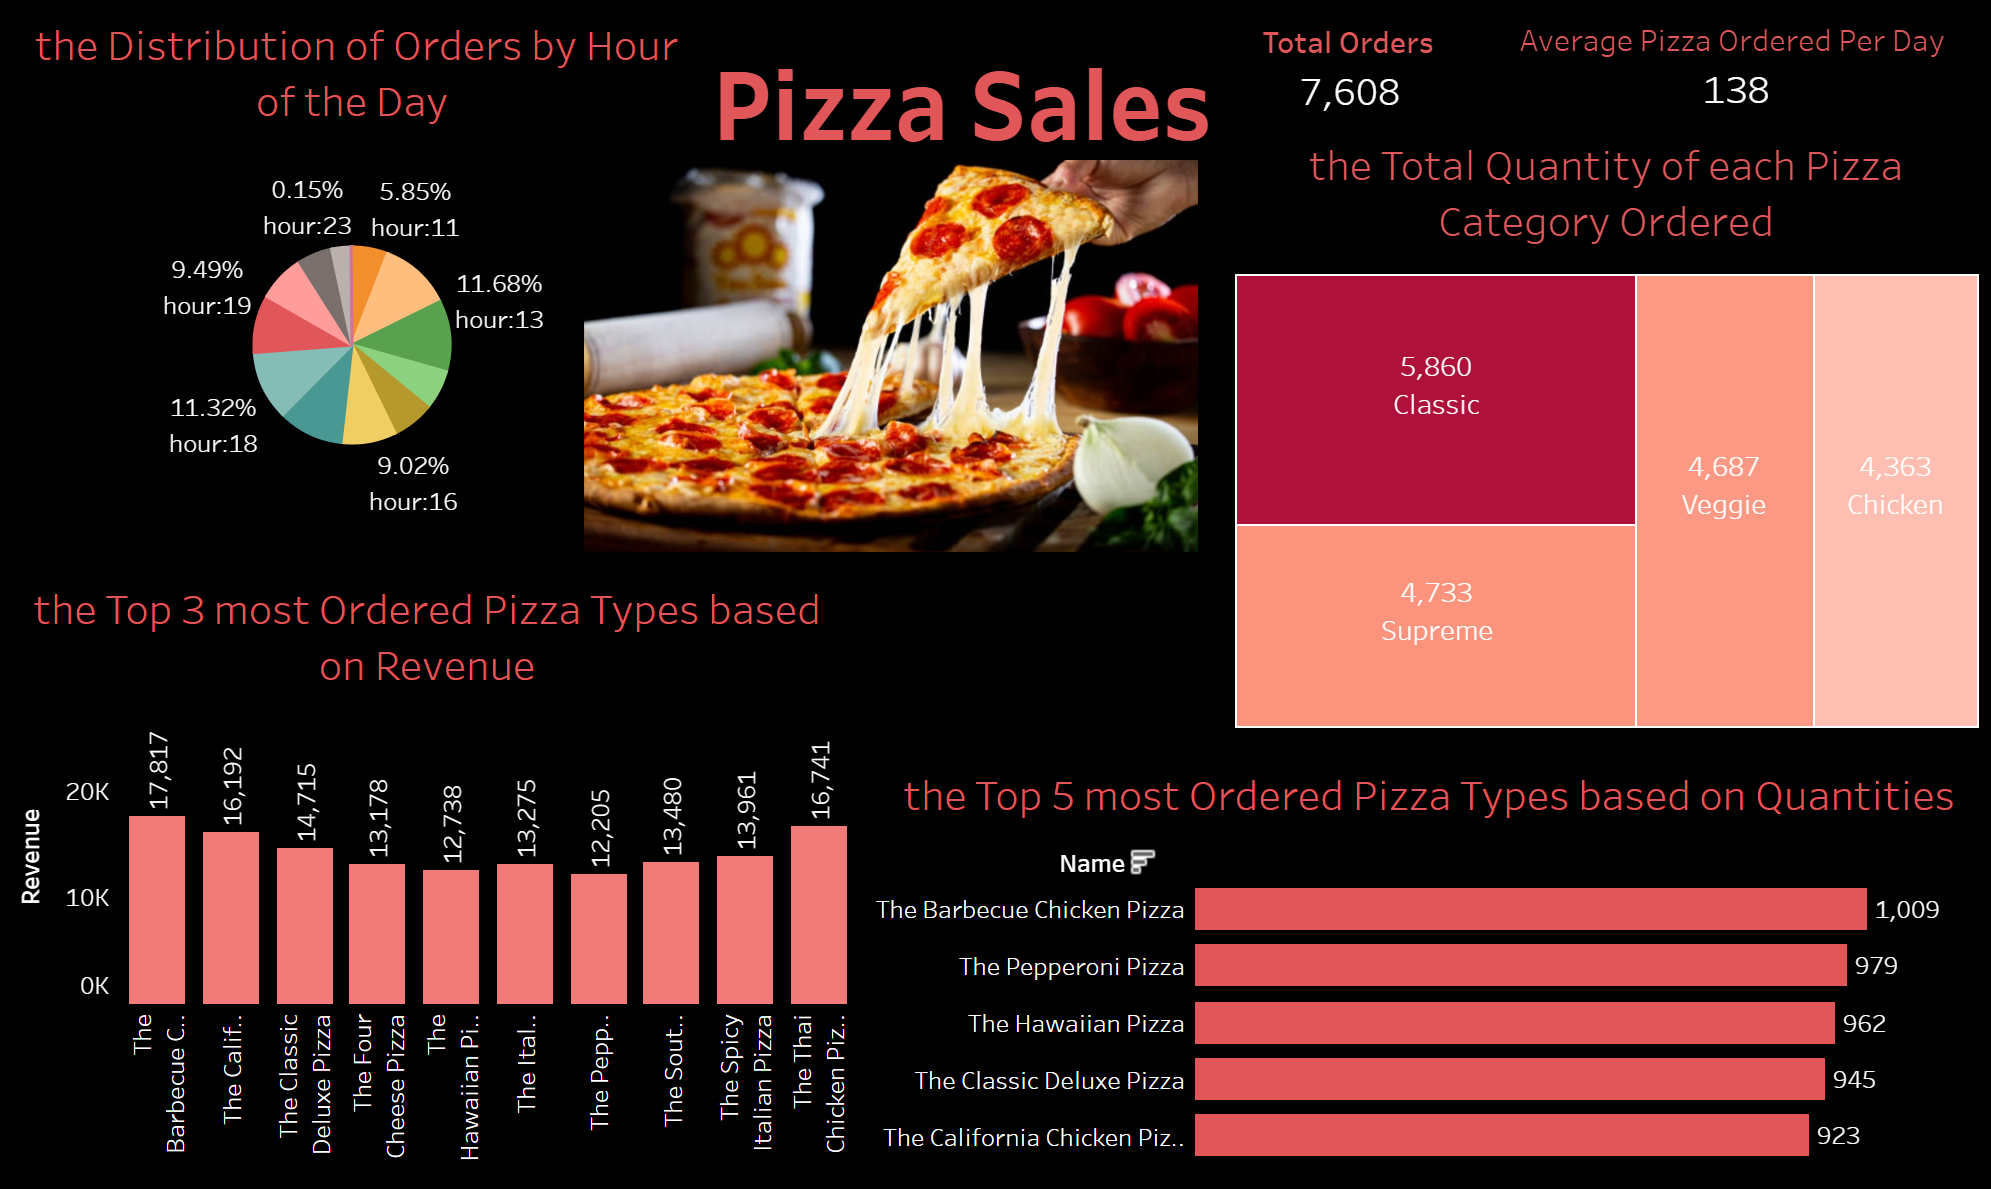 the Distribution of Orders by Hour
of the Day
0.15%
hour:23
5.85%
hour:11
9.49%
hour:19
11.68%
hour:13
11.32%
hour:18
9.02%
hour:16
Pizza Sales
Total Orders
7,608
Average Pizza Ordered Per Day
138
the Total Quantity of each Pizza
Category Ordered
5,860
Classic
4,733
Supreme
4,687
Veggie
4,363
Chicken
the Top 3 most Ordered Pizza Types based
on Revenue
Revenue
20K
10K
0K
17,817
16,192
14,715
13,178
12,738
13,275
12,205
13,480
13,961
16,741
The
Barbecue C..
The Calif..
The Classic
Deluxe Pizza
The Four
Cheese Pizza
The
Hawaiian Pi..
The Ital..
The Pepp..
The Sout..
The Spicy
Italian Pizza
The Thai
Chicken Piz..
the Top 5 most Ordered Pizza Types based on Quantities
Name
The Barbecue Chicken Pizza
1,009
The Pepperoni Pizza
979
The Hawaiian Pizza
962
The Classic Deluxe Pizza
945
The California Chicken Piz..
923